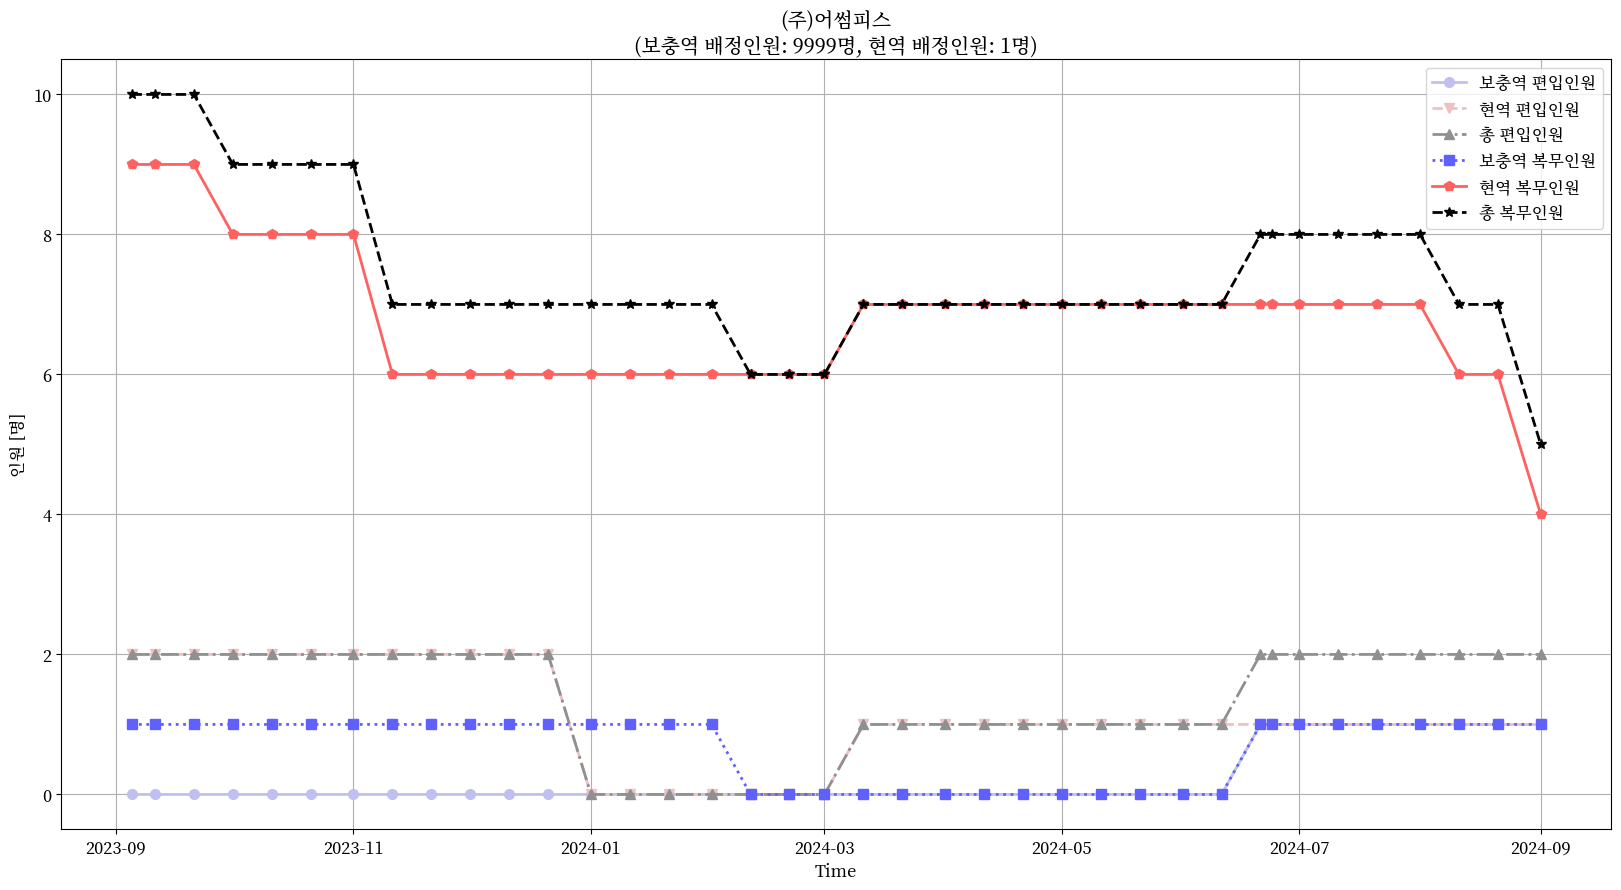 (주)어썸피스
(보충역 배정인원: 9999명, 현역 배정인원: 1명)
보충역 편입인원
현역 편입인원
총 편입인원
보충역 복무인원
현역 복무인원
총 복무인원
인원 [명]
10
8
6
4
2
0
2023-09
2023-11
2024-01
2024-03
2024-05
2024-07
2024-09
Time